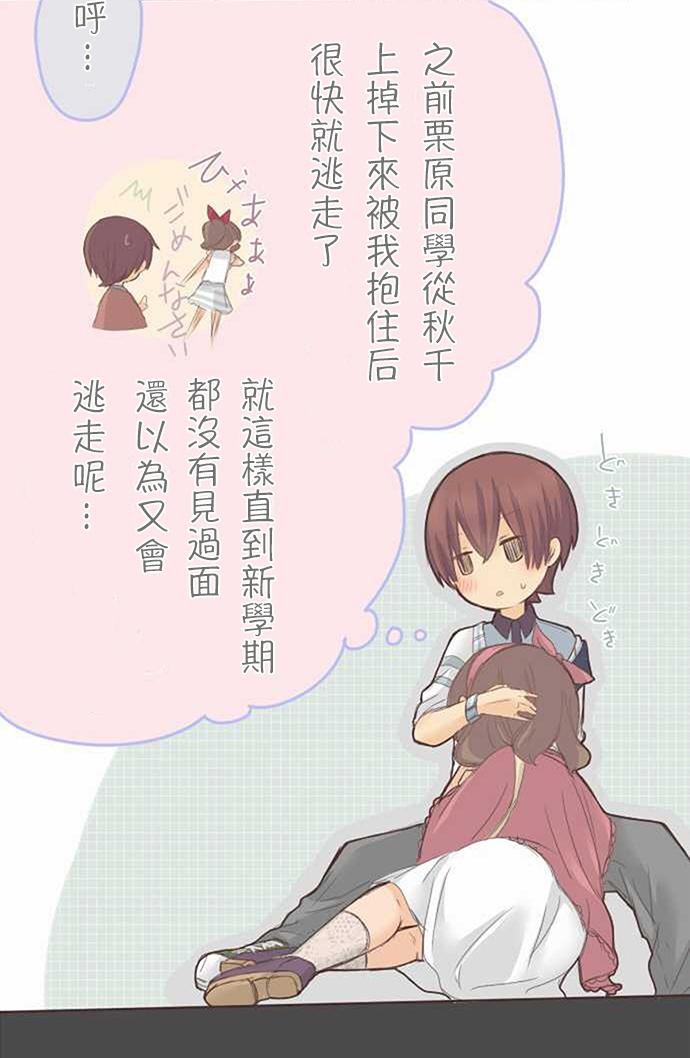 之前栗原同學從秋千
上掉下來被我抱住后
很快就逃走了
呼…
ひゃあぁぁ
ごめんなさい
就這樣直到新學期
都沒有見過面
還以為又會
逃走呢…
どき
どき
どき